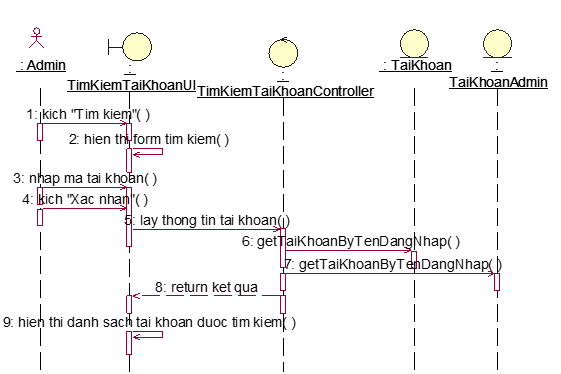 : Admin
:
TimKiemTaiKhoanUI
:
TimKiemTaiKhoanController
: TaiKhoan
:
TaiKhoanAdmin
1: kich "Tim kiem"( )
2: hien thi form tim kiem( )
3: nhap ma tai khoan( )
4: kich "Xac nhan"( )
5: lay thong tin tai khoan( )
6: getTaiKhoanByTenDangNhap( )
7: getTaiKhoanByTenDangNhap( )
8: return ket qua
9: hien thi danh sach tai khoan duoc tim kiem( )